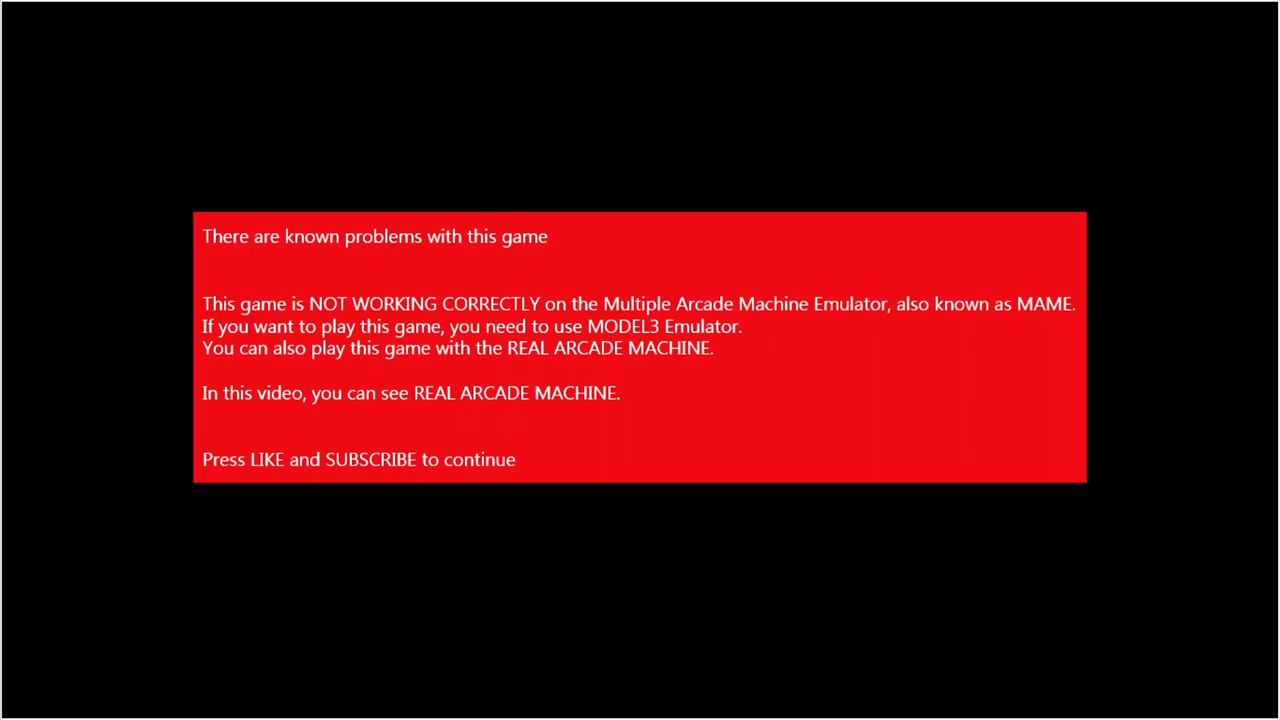 There are known problems with this game
This game is NOT WORKING CORRECTLY on the Multiple Arcade Machine Emulator, also known as MAME.
If you want to play this game, you need to use MODEL3 Emulator.
You can also play this game with the REAL ARCADE MACHINE.
In this video, you can see REAL ARCADE MACHINE.
Press LIKE and SUBSCRIBE to continue